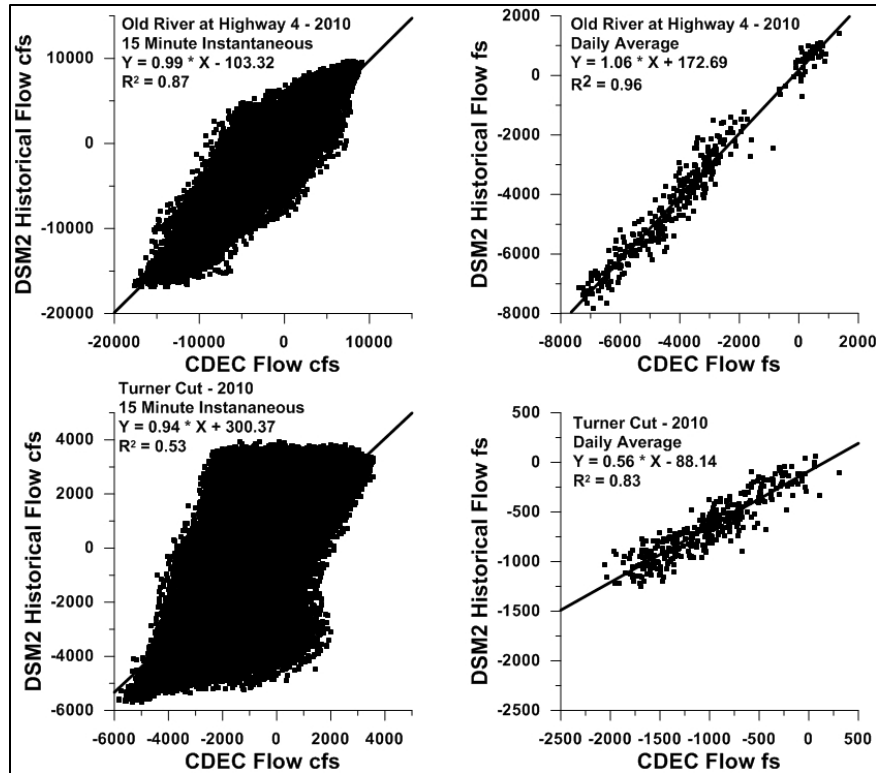 Old River at Highway 4 - 2010
15 Minute Instantaneous
Y = 0.99 * X - 103.32
R² = 0.87
10000
0
-10000
-20000
DSM2 Historical Flow cfs
-20000 -10000 0 10000
CDEC Flow cfs
Old River at Highway 4 - 2010
Daily Average
Y = 1.06 * X + 172.69
R² = 0.96
2000
0
-2000
-4000
-6000
-8000
DSM2 Historical Flow fs
-8000 -6000 -4000 -2000 0 2000
CDEC Flow fs
Turner Cut - 2010
15 Minute Instananeous
Y = 0.94 * X + 300.37
R² = 0.53
4000
2000
0
-2000
-4000
-6000
DSM2 Historical Flow cfs
-6000 -4000 -2000 0 2000 4000
CDEC Flow cfs
Turner Cut - 2010
Daily Average
Y = 0.56 * X - 88.14
R² = 0.83
500
0
-500
-1000
-1500
-2000
-2500
DSM2 Historical Flow fs
-2500 -2000 -1500 -1000 -500 0 500
CDEC Flow fs